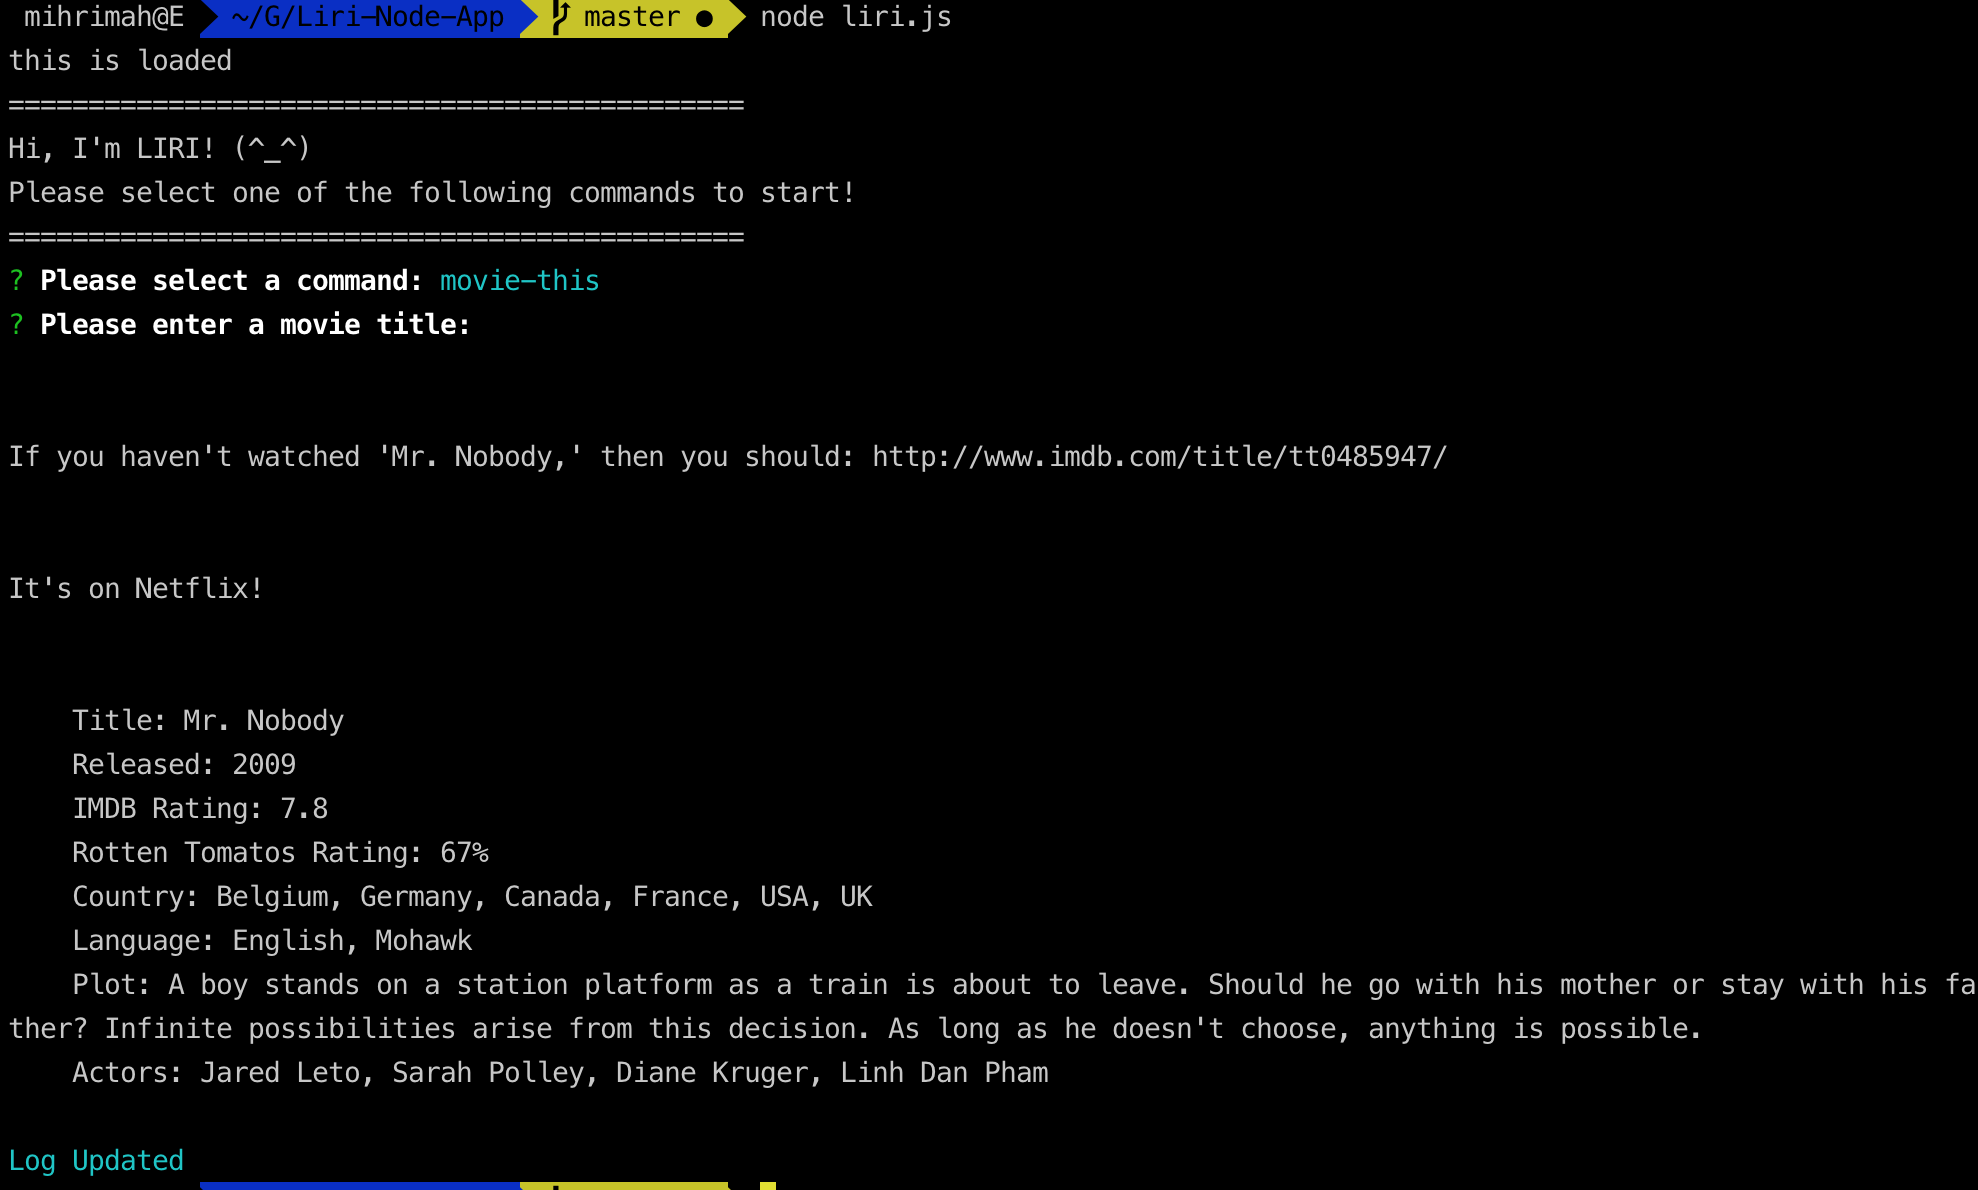 mihrimah@E ~/G/Liri-Node-App master ● node liri.js
this is loaded
==============================================
Hi, I'm LIRI! (^_^)
Please select one of the following commands to start!
==============================================
? Please select a command: movie-this
? Please enter a movie title:
If you haven't watched 'Mr. Nobody,' then you should: http://www.imdb.com/title/tt0485947/
It's on Netflix!
Title: Mr. Nobody
Released: 2009
IMDB Rating: 7.8
Rotten Tomatos Rating: 67%
Country: Belgium, Germany, Canada, France, USA, UK
Language: English, Mohawk
Plot: A boy stands on a station platform as a train is about to leave. Should he go with his mother or stay with his fa
ther? Infinite possibilities arise from this decision. As long as he doesn't choose, anything is possible.
Actors: Jared Leto, Sarah Polley, Diane Kruger, Linh Dan Pham
Log Updated